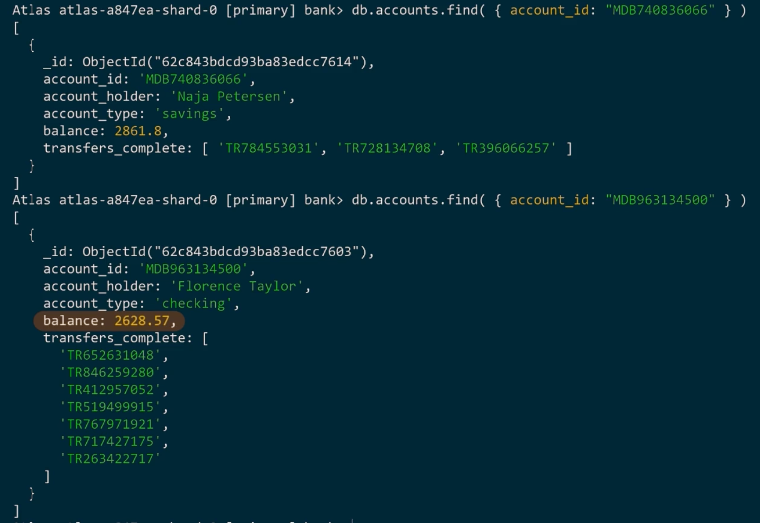 Atlas atlas-a847ea-shard-0 [primary] bank> db.accounts.find( { account_id: "MDB740836066" } )
[
  {
    _id: ObjectId("62c843bdcd93ba83edcc7614"),
    account_id: 'MDB740836066',
    account_holder: 'Naja Petersen',
    account_type: 'savings',
    balance: 2861.8,
    transfers_complete: [ 'TR784553031', 'TR728134708', 'TR396066257' ]
  }
]
Atlas atlas-a847ea-shard-0 [primary] bank> db.accounts.find( { account_id: "MDB963134500" } )
[
  {
    _id: ObjectId("62c843bdcd93ba83edcc7603"),
    account_id: 'MDB963134500',
    account_holder: 'Florence Taylor',
    account_type: 'checking',
    balance: 2628.57,
    transfers_complete: [
      'TR652631048',
      'TR846259280',
      'TR412957052',
      'TR519499915',
      'TR767971921',
      'TR717427175',
      'TR263422717'
    ]
  }
]